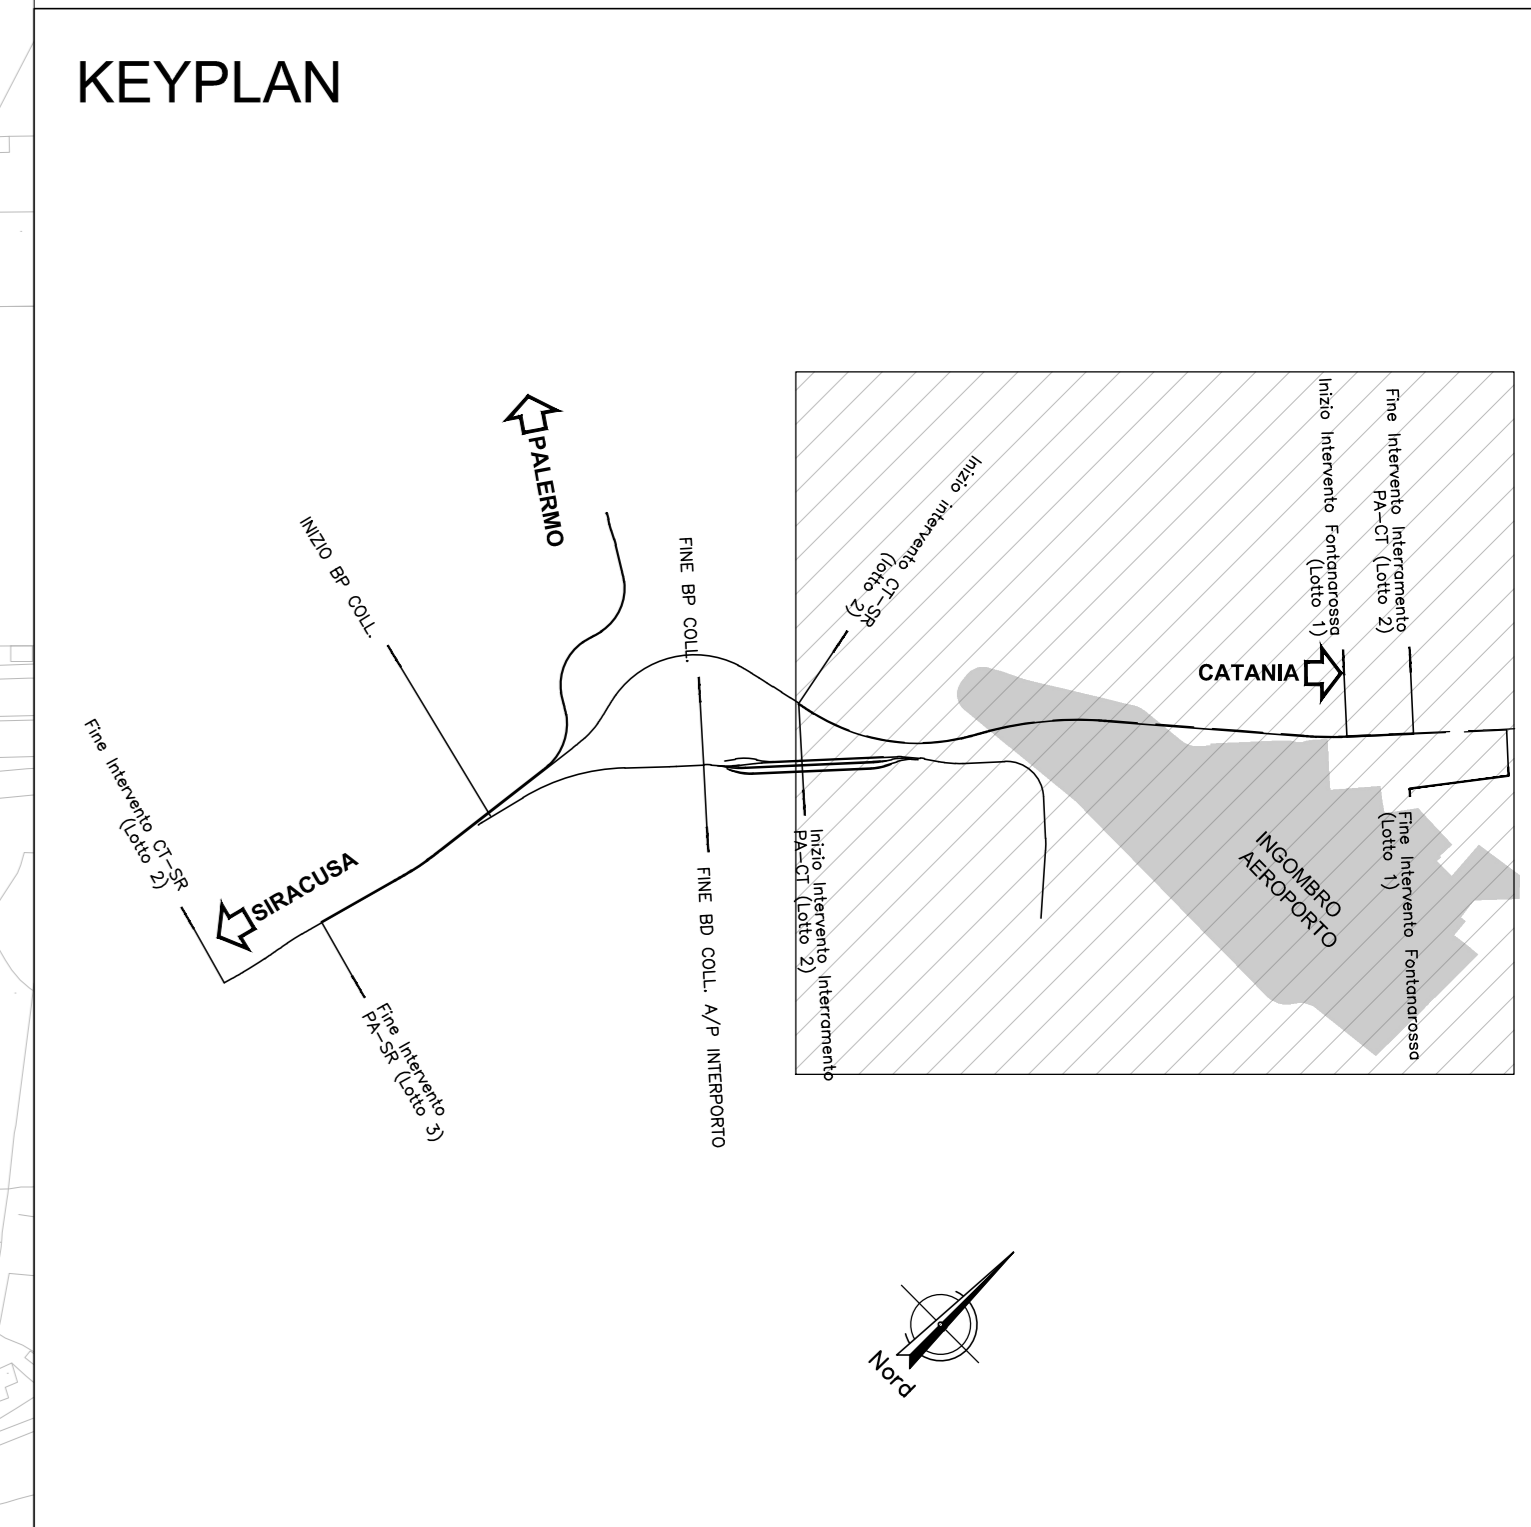 KEYPLAN
PALERMO
INIZIO BP COLL.
FINE BP COLL.
Inizio intervento CT-SR
(lotto 2)
Inizio Intervento Fontanarossa
(Lotto 1)
Fine Intervento Interramento
PA-CT (Lotto 2)
CATANIA
Fine Intervento CT-SR
(Lotto 2)
SIRACUSA
Fine Intervento
PA-SR (Lotto 3)
FINE BD COLL. A/P INTERPORTO
Inizio Intervento Interramento
PA-CT (Lotto 2)
INGOMBRO
AEROPORTO
Fine Intervento Fontanarossa
(Lotto 1)
Nord